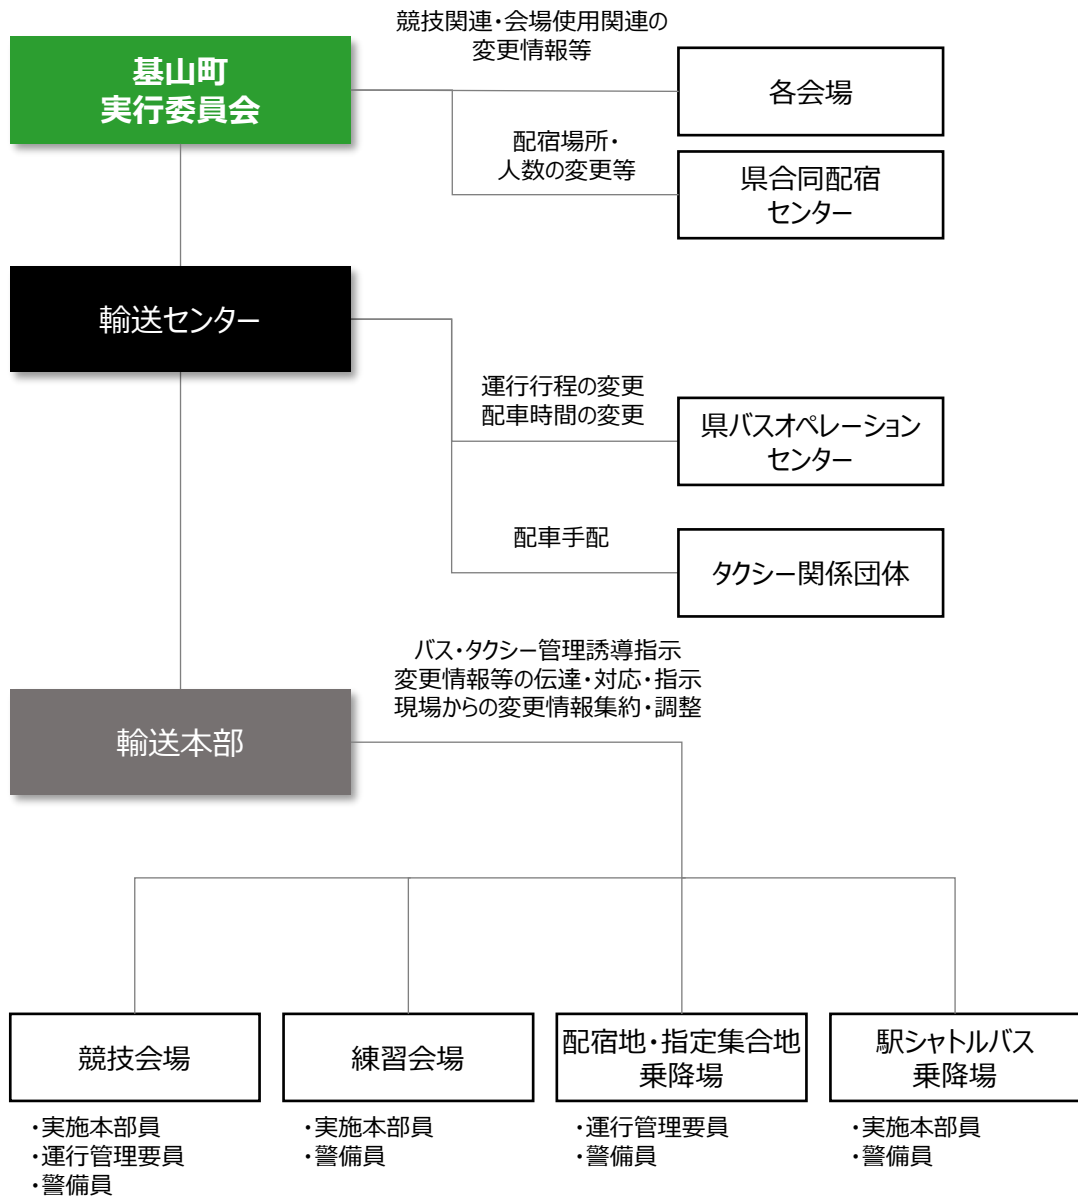 競技関連・会場使用関連の
変更情報等
基山町
実行委員会
各会場
配宿場所・
人数の変更等
県合同配宿
センター
輸送センター
運行行程の変更
配車時間の変更
県バスオペレーション
センター
配車手配
タクシー関係団体
バス・タクシー管理誘導指示
変更情報等の伝達・対応・指示
現場からの変更情報集約・調整
輸送本部
競技会場
・実施本部員
・運行管理要員
・警備員
練習会場
・実施本部員
・警備員
配宿地・指定集合地
乗降場
・運行管理要員
・警備員
駅シャトルバス
乗降場
・実施本部員
・警備員